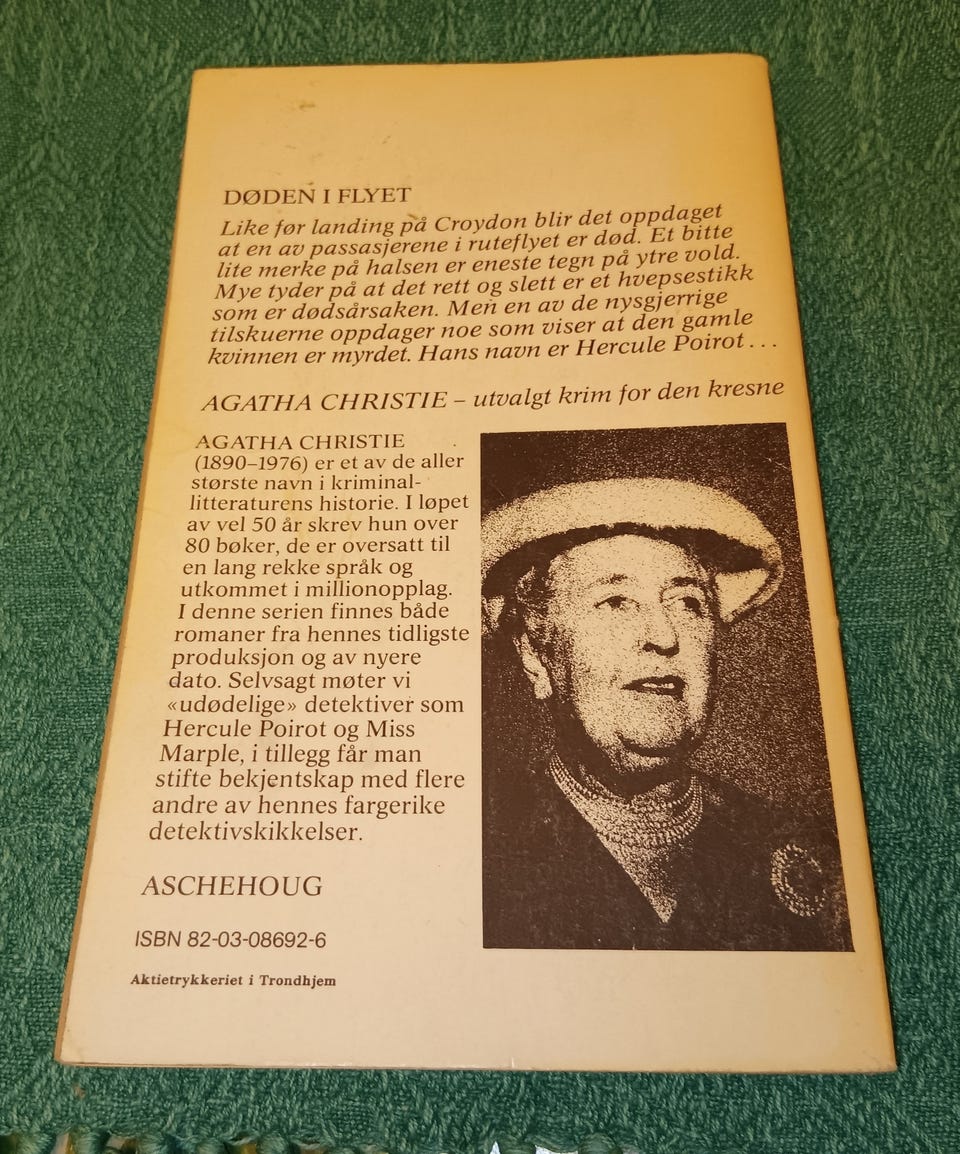 DØDEN I FLYET
Like før landing på Croydon blir det oppdaget
at en av passasjerene i ruteflyet er død. Et bitte
lite merke på halsen er eneste tegn på ytre vold.
Mye tyder på at det rett og slett er et hvepsestikk
som er dødsårsaken. Men en av de nysgjerrige
tilskuerne oppdager noe som viser at den gamle
kvinnen er myrdet. Hans navn er Hercule Poirot...
AGATHA CHRISTIE – utvalgt krim for den kresne
AGATHA CHRISTIE
(1890–1976) er et av de aller
største navn i kriminal-
litteraturens historie. I løpet
av vel 50 år skrev hun over
80 bøker, de er oversatt til
en lang rekke språk og
utkommet i millionopplag.
I denne serien finnes både
romaner fra hennes tidligste
produksjon og av nyere
dato. Selvsagt møter vi
«udødelige» detektiver som
Hercule Poirot og Miss
Marple, i tillegg får man
stifte bekjentskap med flere
andre av hennes fargerike
detektivskikkelser.
ASCHEHOUG
ISBN 82-03-08692-6
Aktietrykkeriet i Trondhjem